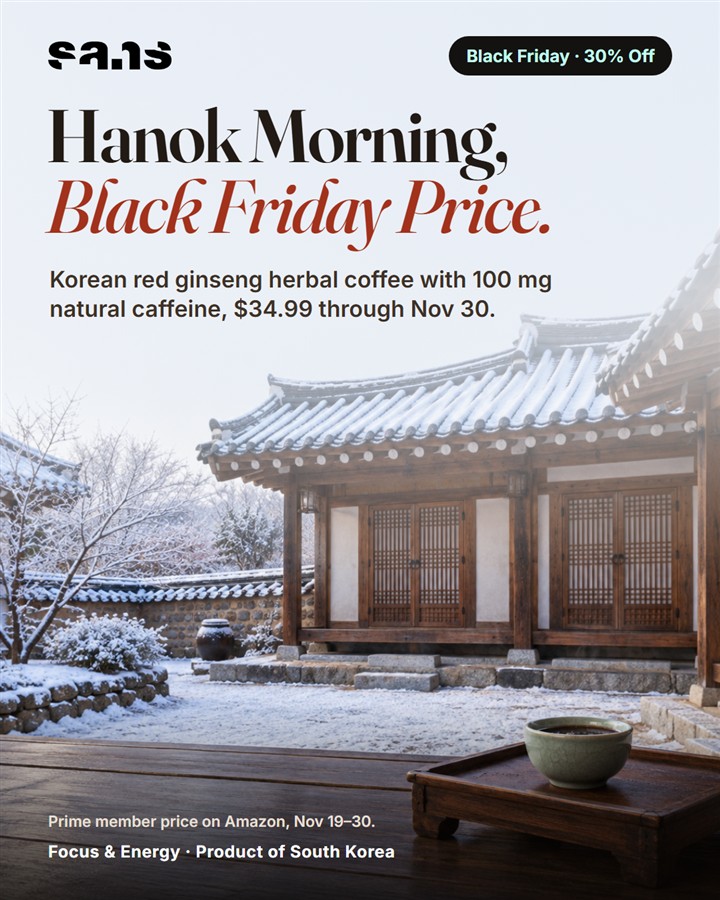 sans
Black Friday · 30% Off
Hanok Morning,
Black Friday Price.
Korean red ginseng herbal coffee with 100 mg
natural caffeine, $34.99 through Nov 30.
Prime member price on Amazon, Nov 19–30.
Focus & Energy · Product of South Korea